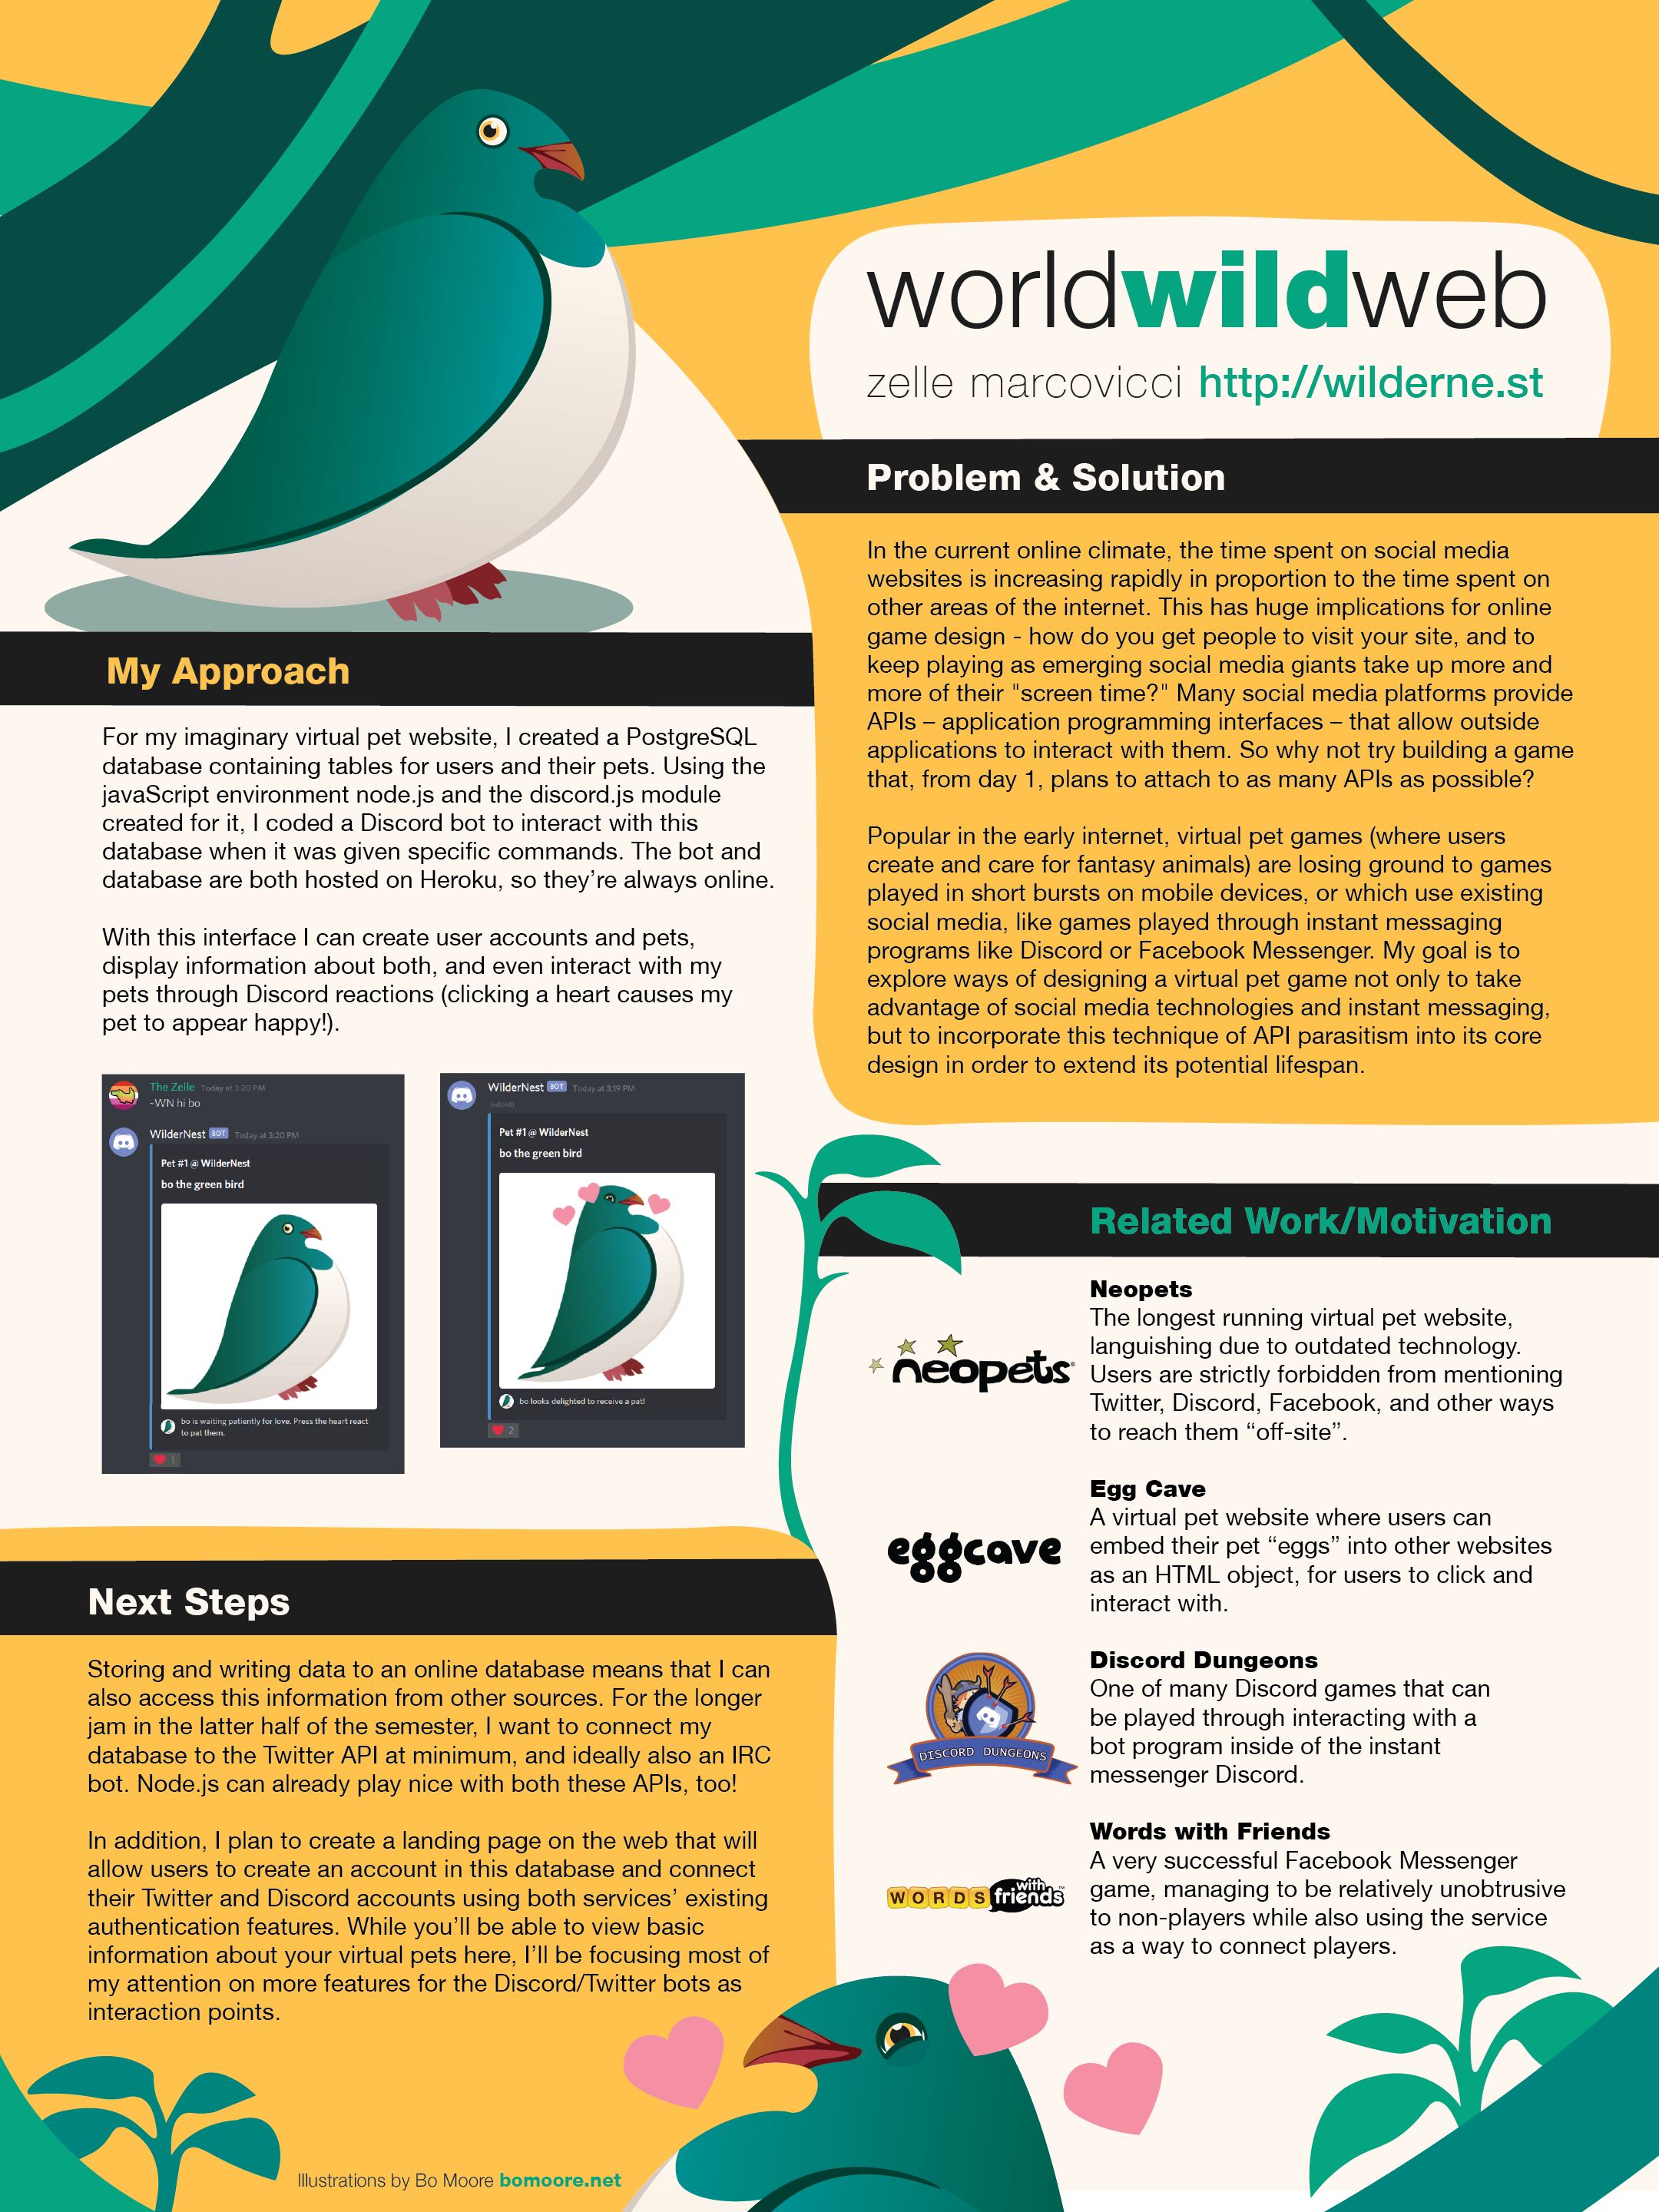 worldwildweb
zelle marcovicci http://wilderne.st
Problem & Solution
In the current online climate, the time spent on social media
websites is increasing rapidly in proportion to the time spent on
other areas of the internet. This has huge implications for online
game design - how do you get people to visit your site, and to
keep playing as emerging social media giants take up more and
more of their "screen time?" Many social media platforms provide
APIs – application programming interfaces – that allow outside
applications to interact with them. So why not try building a game
that, from day 1, plans to attach to as many APIs as possible?
Popular in the early internet, virtual pet games (where users
create and care for fantasy animals) are losing ground to games
played in short bursts on mobile devices, or which use existing
social media, like games played through instant messaging
programs like Discord or Facebook Messenger. My goal is to
explore ways of designing a virtual pet game not only to take
advantage of social media technologies and instant messaging,
but to incorporate this technique of API parasitism into its core
design in order to extend its potential lifespan.
My Approach
For my imaginary virtual pet website, I created a PostgreSQL
database containing tables for users and their pets. Using the
javaScript environment node.js and the discord.js module
created for it, I coded a Discord bot to interact with this
database when it was given specific commands. The bot and
database are both hosted on Heroku, so they’re always online.
With this interface I can create user accounts and pets,
display information about both, and even interact with my
pets through Discord reactions (clicking a heart causes my
pet to appear happy!).
The Zelle Today at 3:20 PM
~WN hi bo
WilderNest BOT Today at 3:20 PM
Pet #1 @ WilderNest
bo the green bird
bo is waiting patiently for love. Press the heart react
to pat them.
1
WilderNest BOT Today at 3:19 PM
(edited)
Pet #1 @ WilderNest
bo the green bird
bo looks delighted to receive a pat!
2
Related Work/Motivation
neopets
Neopets
The longest running virtual pet website,
languishing due to outdated technology.
Users are strictly forbidden from mentioning
Twitter, Discord, Facebook, and other ways
to reach them “off-site”.
eggcave
Egg Cave
A virtual pet website where users can
embed their pet “eggs” into other websites
as an HTML object, for users to click and
interact with.
DISCORD DUNGEONS
Discord Dungeons
One of many Discord games that can
be played through interacting with a
bot program inside of the instant
messenger Discord.
WORDS with friends
Words with Friends
A very successful Facebook Messenger
game, managing to be relatively unobtrusive
to non-players while also using the service
as a way to connect players.
Next Steps
Storing and writing data to an online database means that I can
also access this information from other sources. For the longer
jam in the latter half of the semester, I want to connect my
database to the Twitter API at minimum, and ideally also an IRC
bot. Node.js can already play nice with both these APIs, too!
In addition, I plan to create a landing page on the web that will
allow users to create an account in this database and connect
their Twitter and Discord accounts using both services’ existing
authentication features. While you’ll be able to view basic
information about your virtual pets here, I’ll be focusing most of
my attention on more features for the Discord/Twitter bots as
interaction points.
Illustrations by Bo Moore bomoore.net